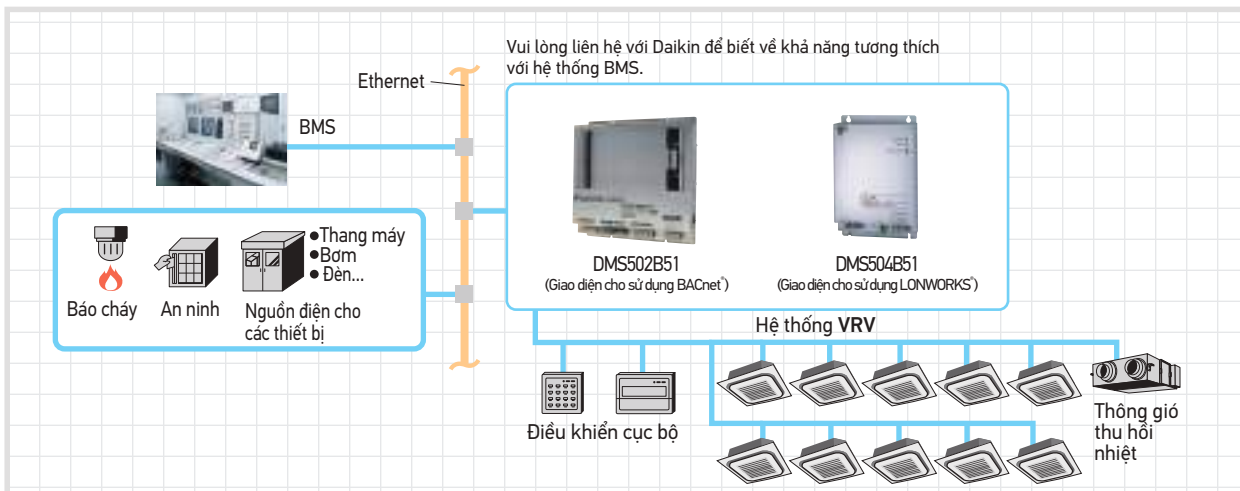 Vui lòng liên hệ với Daikin để biết về khả năng tương thích
với hệ thống BMS.
Ethernet
BMS
Báo cháy
An ninh
•Thang máy
•Bơm
• Đèn...
Nguồn điện cho
các thiết bị
DMS502B51
(Giao diện cho sử dụng BACnet®)
DMS504B51
(Giao diện cho sử dụng LONWORKS®)
Hệ thống VRV
Điều khiển cục bộ
Thông gió
thu hồi
nhiệt